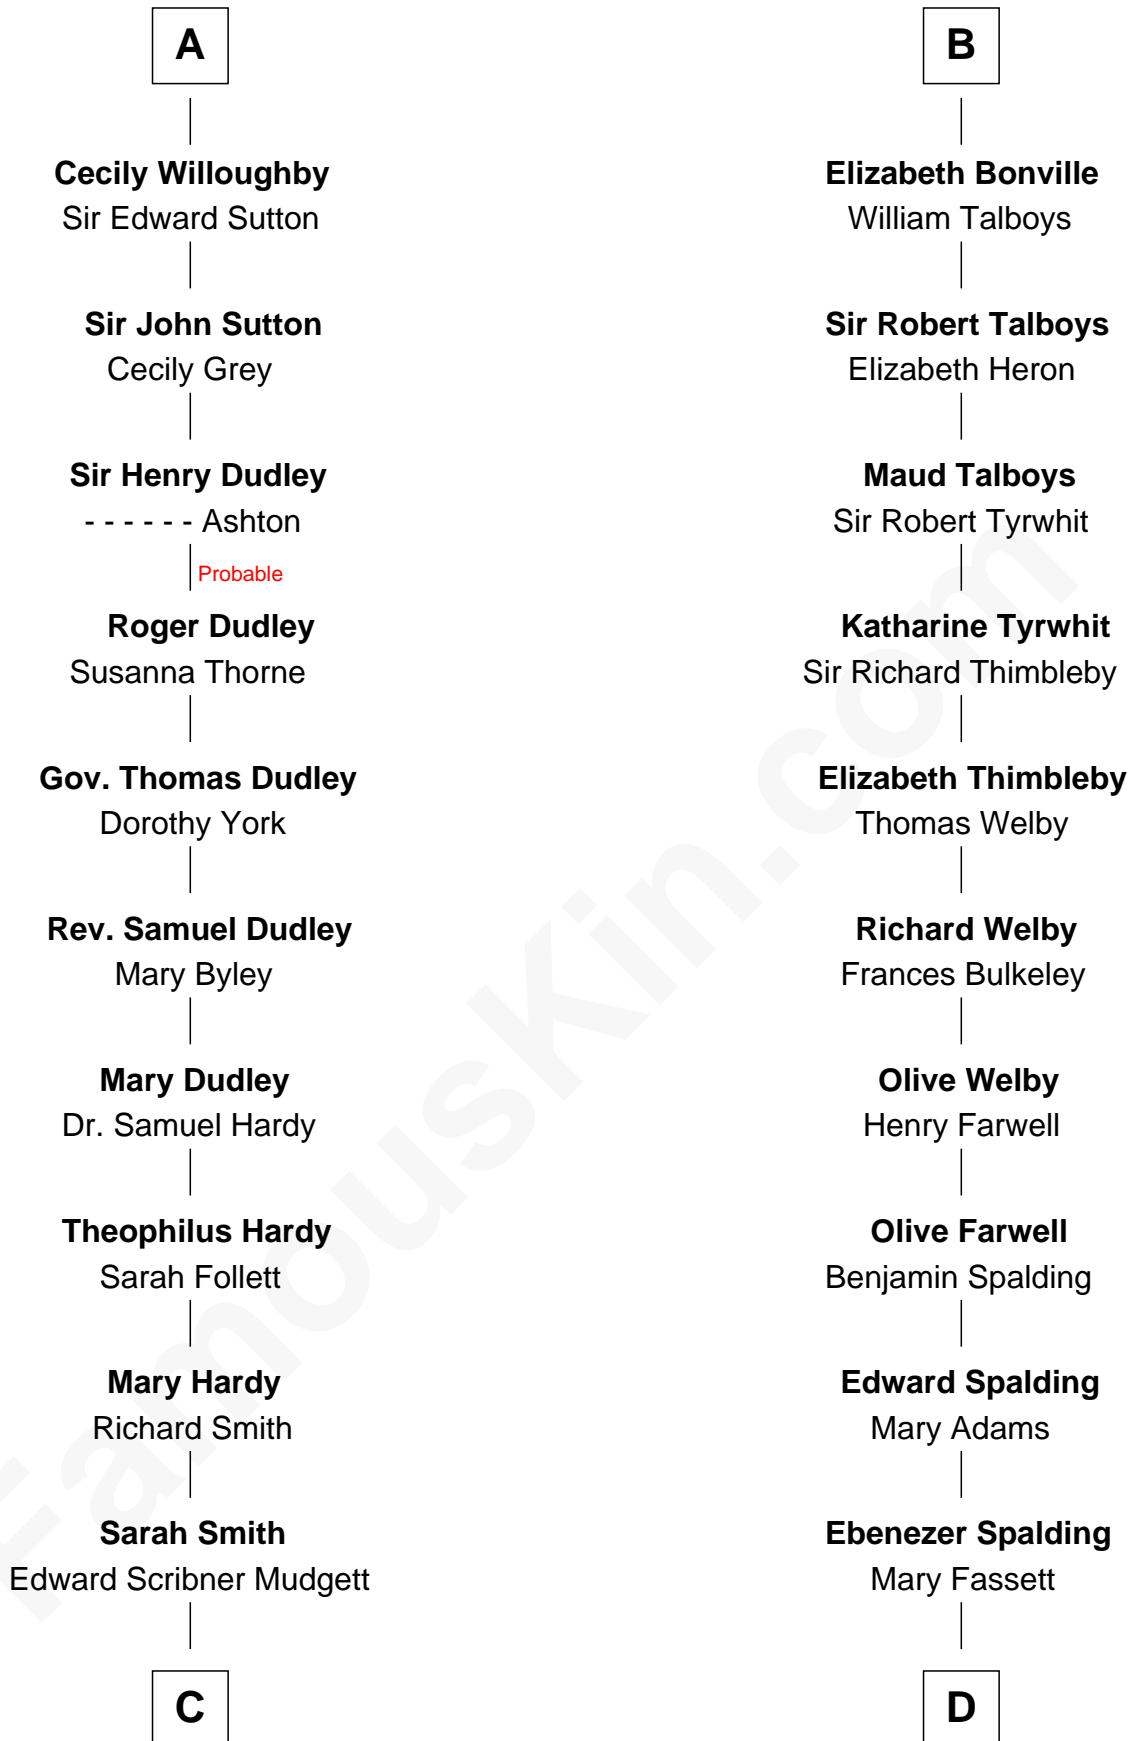 A
Cecily Willoughby
Sir Edward Sutton
Sir John Sutton
Cecily Grey
Sir Henry Dudley
- - - - - - Ashton
Probable
Roger Dudley
Susanna Thorne
Gov. Thomas Dudley
Dorothy York
Rev. Samuel Dudley
Mary Byley
Mary Dudley
Dr. Samuel Hardy
Theophilus Hardy
Sarah Follett
Mary Hardy
Richard Smith
Sarah Smith
Edward Scribner Mudgett
C
B
Elizabeth Bonville
William Talboys
Sir Robert Talboys
Elizabeth Heron
Maud Talboys
Sir Robert Tyrwhit
Katharine Tyrwhit
Sir Richard Thimbleby
Elizabeth Thimbleby
Thomas Welby
Richard Welby
Frances Bulkeley
Olive Welby
Henry Farwell
Olive Farwell
Benjamin Spalding
Edward Spalding
Mary Adams
Ebenezer Spalding
Mary Fassett
D
FamousKin.com